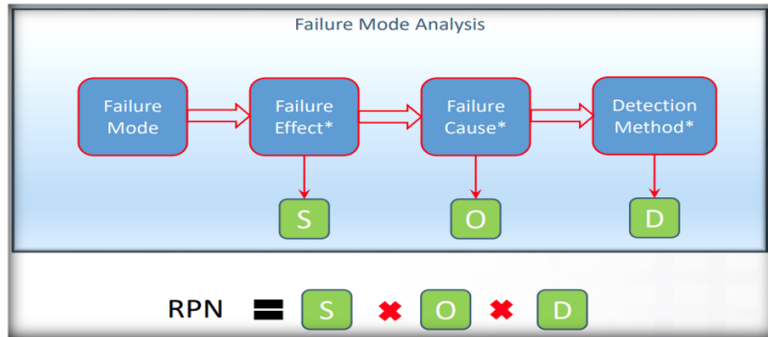 Failure Mode Analysis
Failure
Mode
Failure
Effect*
Failure
Cause*
Detection
Method*
S
O
D
RPN = S ✖ O ✖ D